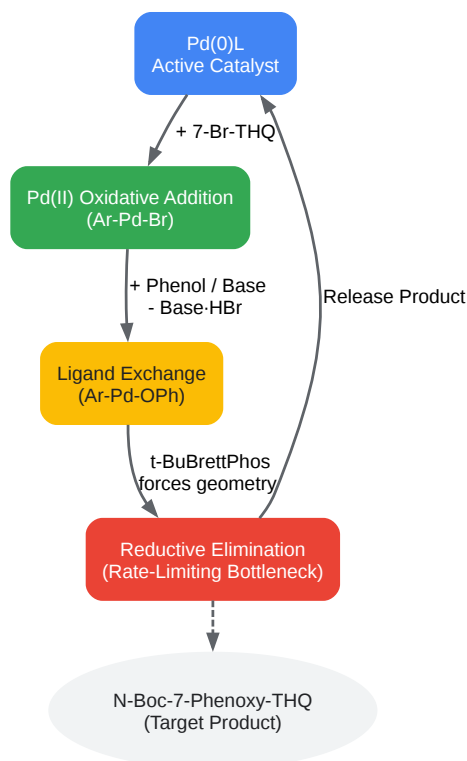 Pd(0)L
Active Catalyst
+ 7-Br-THQ
Pd(II) Oxidative Addition
(Ar-Pd-Br)
+ Phenol / Base
- Base·HBr
Release Product
Ligand Exchange
(Ar-Pd-OPh)
t-BuBrettPhos
forces geometry
Reductive Elimination
(Rate-Limiting Bottleneck)
N-Boc-7-Phenoxy-THQ
(Target Product)